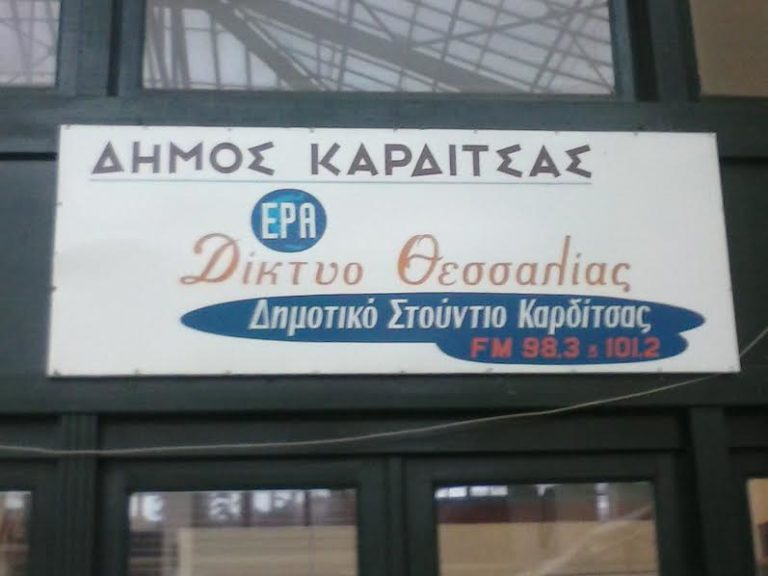 ΔΗΜΟΣ ΚΑΡΔΙΤΣΑΣ
ΕΡΑ
Δίκτυο Θεσσαλίας
Δημοτικό Στούντιο Καρδίτσας
FM 98.3 & 101.2